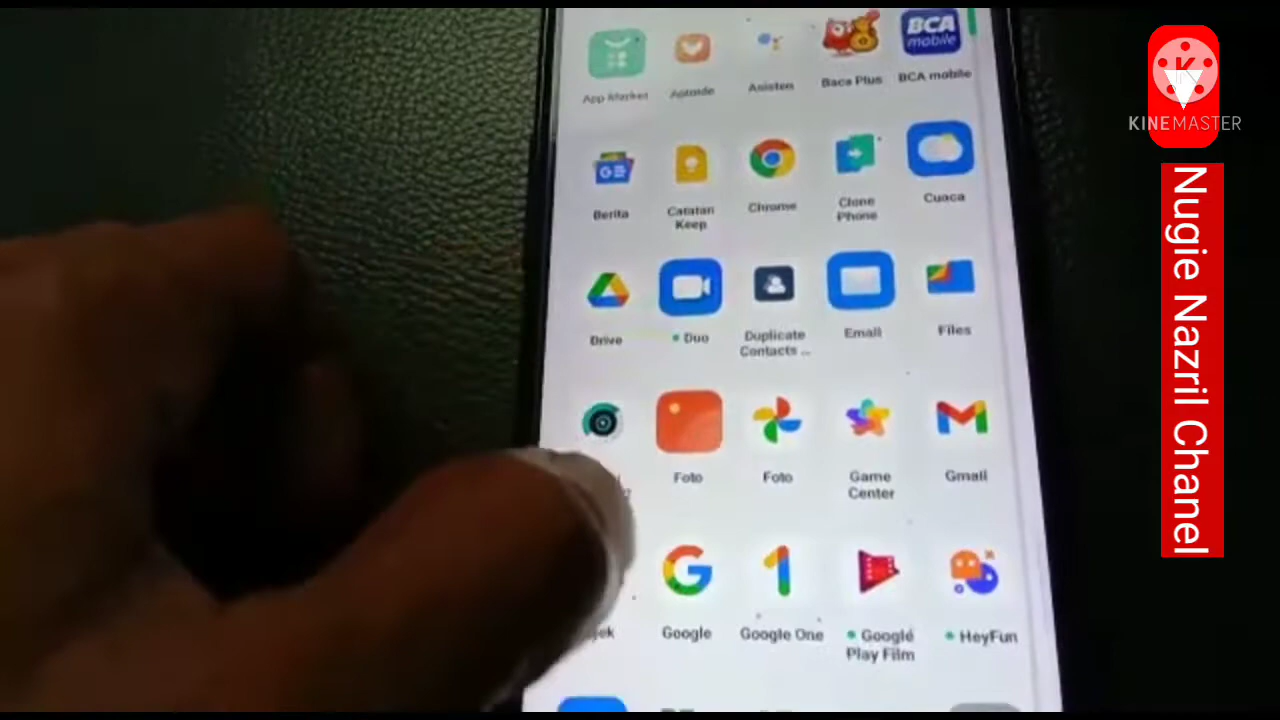 BCA
mobile
App Market
Aptoide
Asisten
Baca Plus
BCA mobile
KINEMASTER
Berita
Catatan
Keep
Chrome
Clone
Phone
Cuaca
Drive
Duo
Duplicate
Contacts ...
Email
Files
Foto
Foto
Game
Center
Gmail
Google
Google One
Google
Play Film
HeyFun
Nugie Nazril Chanel